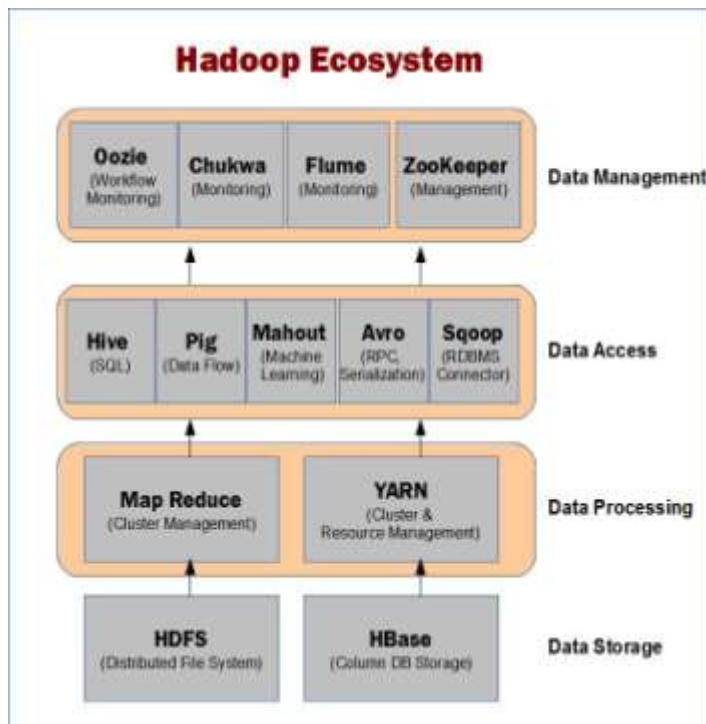 Hadoop Ecosystem
Oozie
(Workflow
Monitoring)
Chukwa
(Monitoring)
Flume
(Monitoring)
ZooKeeper
(Management)
Data Management
Hive
(SQL)
Pig
(Data Flow)
Mahout
(Machine
Learning)
Avro
(RPC,
Serialization)
Sqoop
(RDBMS
Connector)
Data Access
Map Reduce
(Cluster Management)
YARN
(Cluster &
Resource Management)
Data Processing
HDFS
(Distributed File System)
HBase
(Column DB Storage)
Data Storage